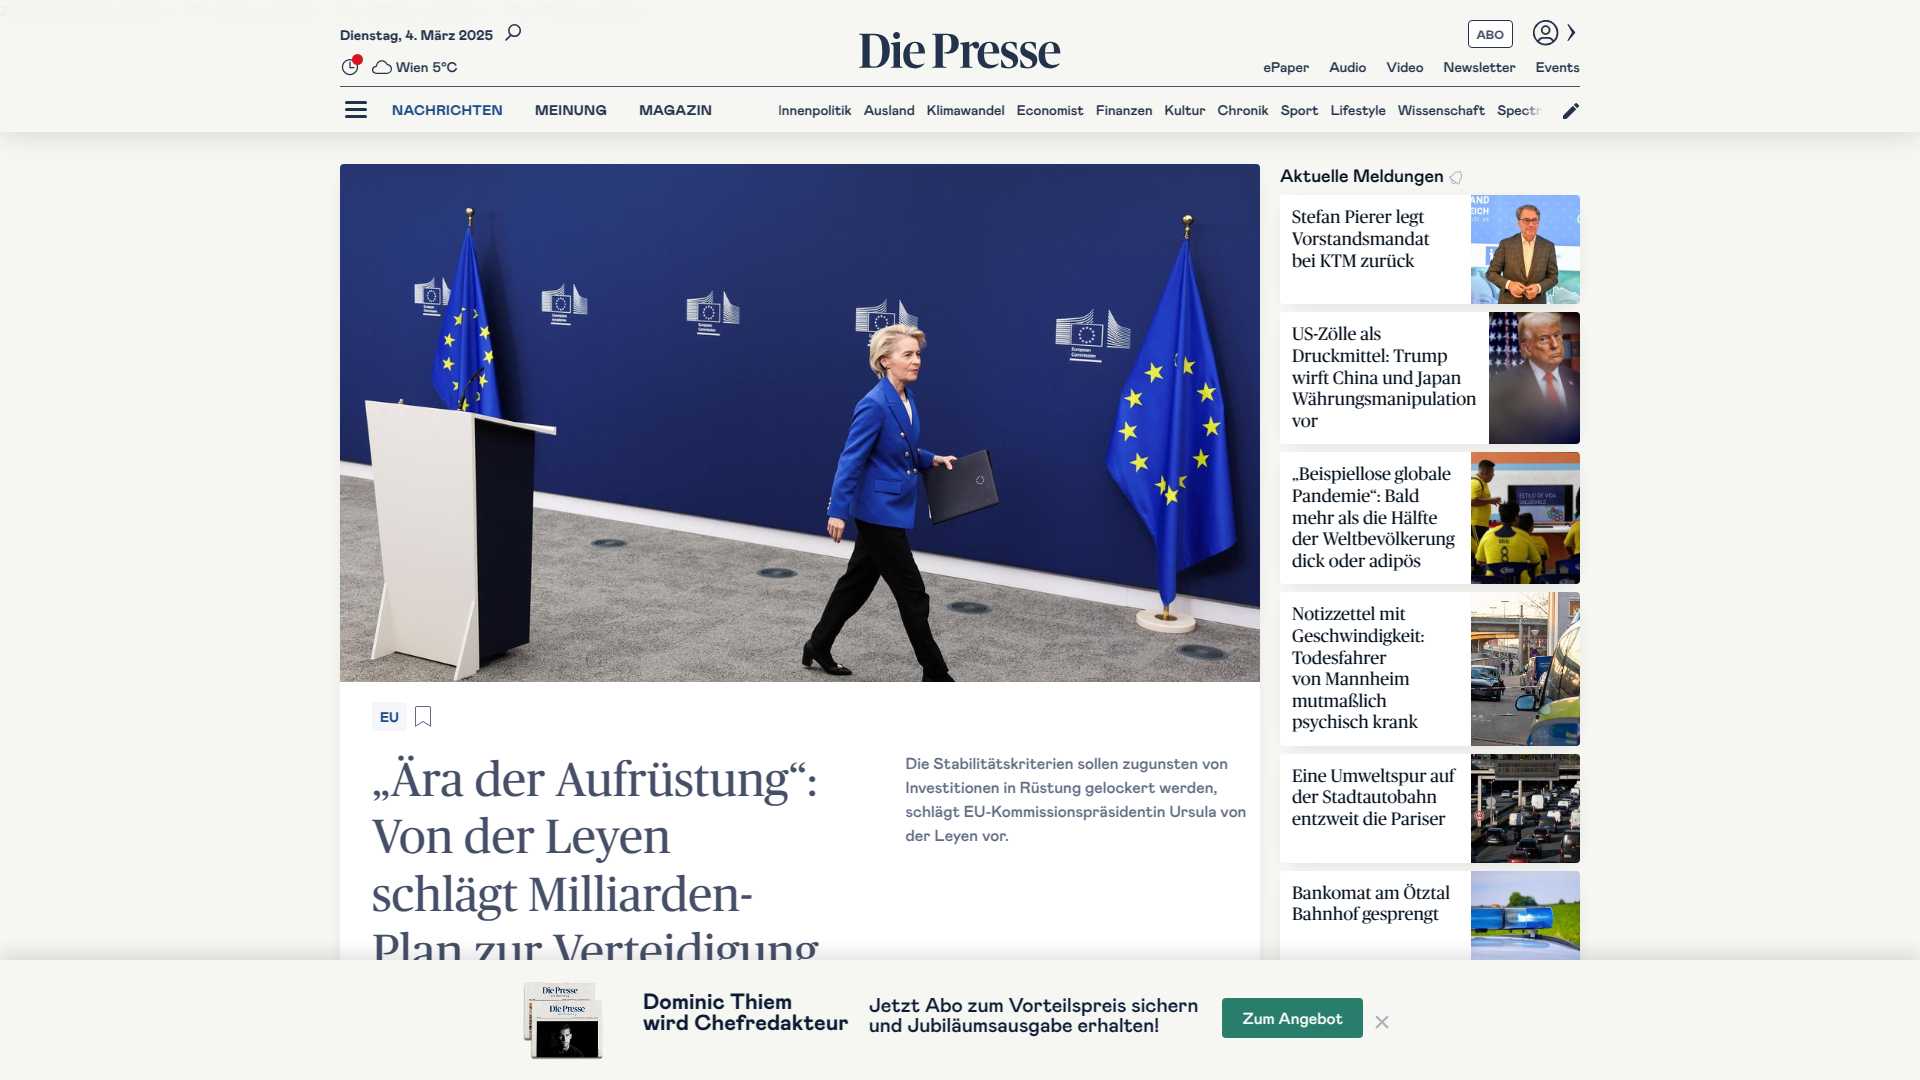 Dienstag, 4. März 2025
Wien 5°C
Die Presse
ABO
ePaper Audio Video Newsletter Events
NACHRICHTEN MEINUNG MAGAZIN
Innenpolitik Ausland Klimawandel Economist Finanzen Kultur Chronik Sport Lifestyle Wissenschaft Spectr
European
Commission
EU
„Ära der Aufrüstung“:
Von der Leyen
schlägt Milliarden-
Plan zur Verteidigung
Die Stabilitätskriterien sollen zugunsten von
Investitionen in Rüstung gelockert werden,
schlägt EU-Kommissionspräsidentin Ursula von
der Leyen vor.
Aktuelle Meldungen
Stefan Pierer legt
Vorstandsmandat
bei KTM zurück
US-Zölle als
Druckmittel: Trump
wirft China und Japan
Währungsmanipulation
vor
„Beispiellose globale
Pandemie“: Bald
mehr als die Hälfte
der Weltbevölkerung
dick oder adipös
ESTILO DE VIDA
8
Notizzettel mit
Geschwindigkeit:
Todesfahrer
von Mannheim
mutmaßlich
psychisch krank
Eine Umweltspur auf
der Stadtautobahn
entzweit die Pariser
Bankomat am Ötztal
Bahnhof gesprengt
Die Presse
Die Presse
Dominic Thiem
wird Chefredakteur
Jetzt Abo zum Vorteilspreis sichern
und Jubiläumsausgabe erhalten!
Zum Angebot